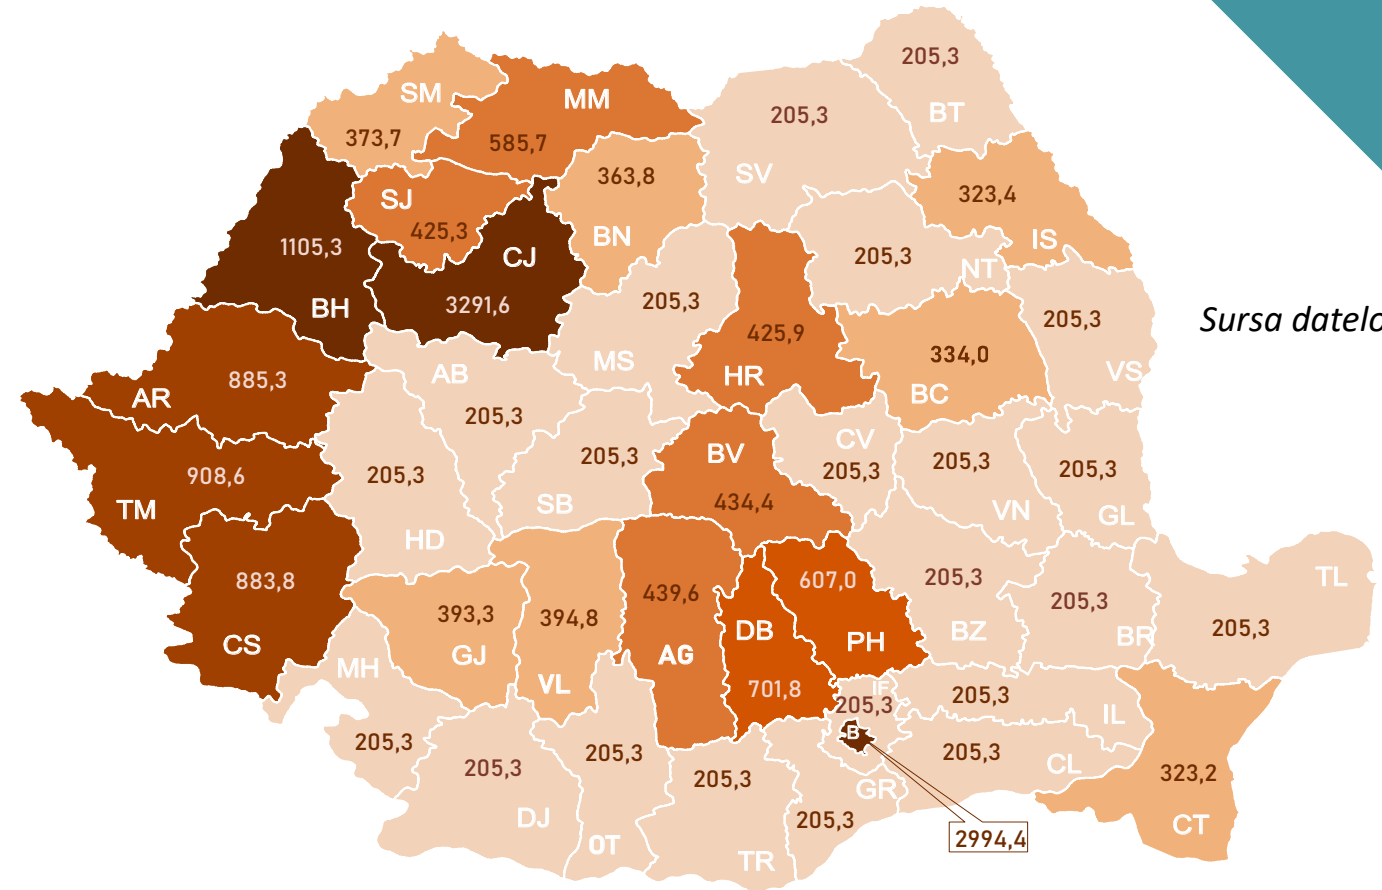 205,3
BT
SM
373,7
MM
585,7
205,3
SV
363,8
BN
323,4
IS
SJ
425,3
1105,3
BH
CJ
3291,6
205,3
NT
205,3
MS
425,9
HR
334,0
BC
205,3
VS
Sursa datelo
AR
885,3
AB
205,3
908,6
TM
205,3
HD
205,3
SB
BV
434,4
CV
205,3
205,3
VN
205,3
GL
883,8
CS
393,3
GJ
394,8
VL
439,6
AG
DB
701,8
607,0
PH
205,3
BZ
205,3
BR
TL
205,3
MH
205,3
205,3
DJ
205,3
OT
205,3
TR
IF
205,3
B
205,3
IL
205,3
CL
GR
205,3
2994,4
323,2
CT